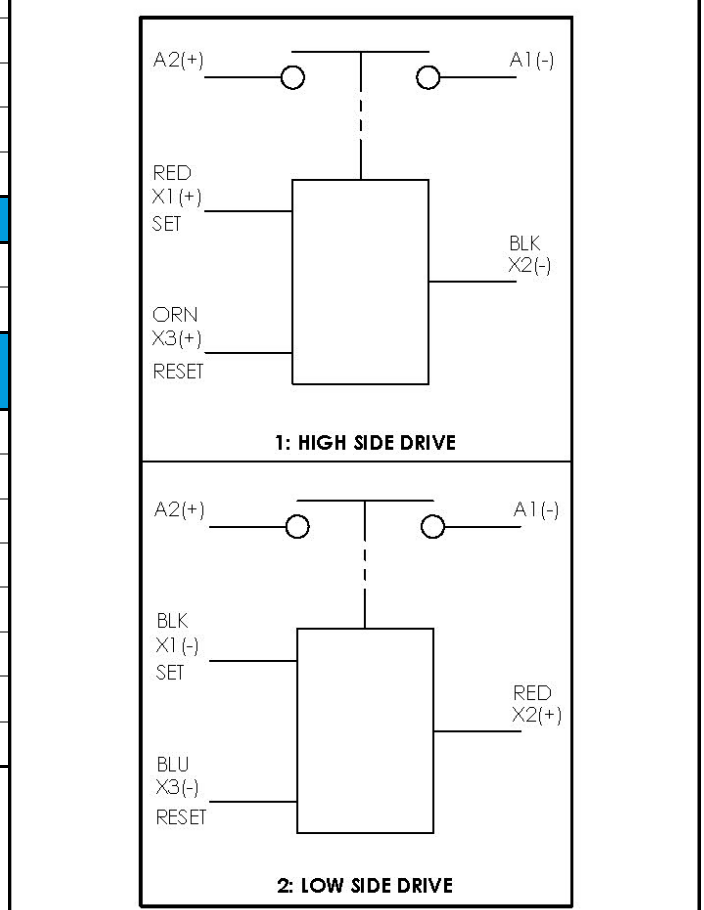 A2(+)
A1(-)
RED
X1(+)
SET
BLK
X2(-)
ORN
X3(+)
RESET
1: HIGH SIDE DRIVE
A2(+)
A1(-)
BLK
X1(-)
SET
RED
X2(+)
BLU
X3(-)
RESET
2: LOW SIDE DRIVE